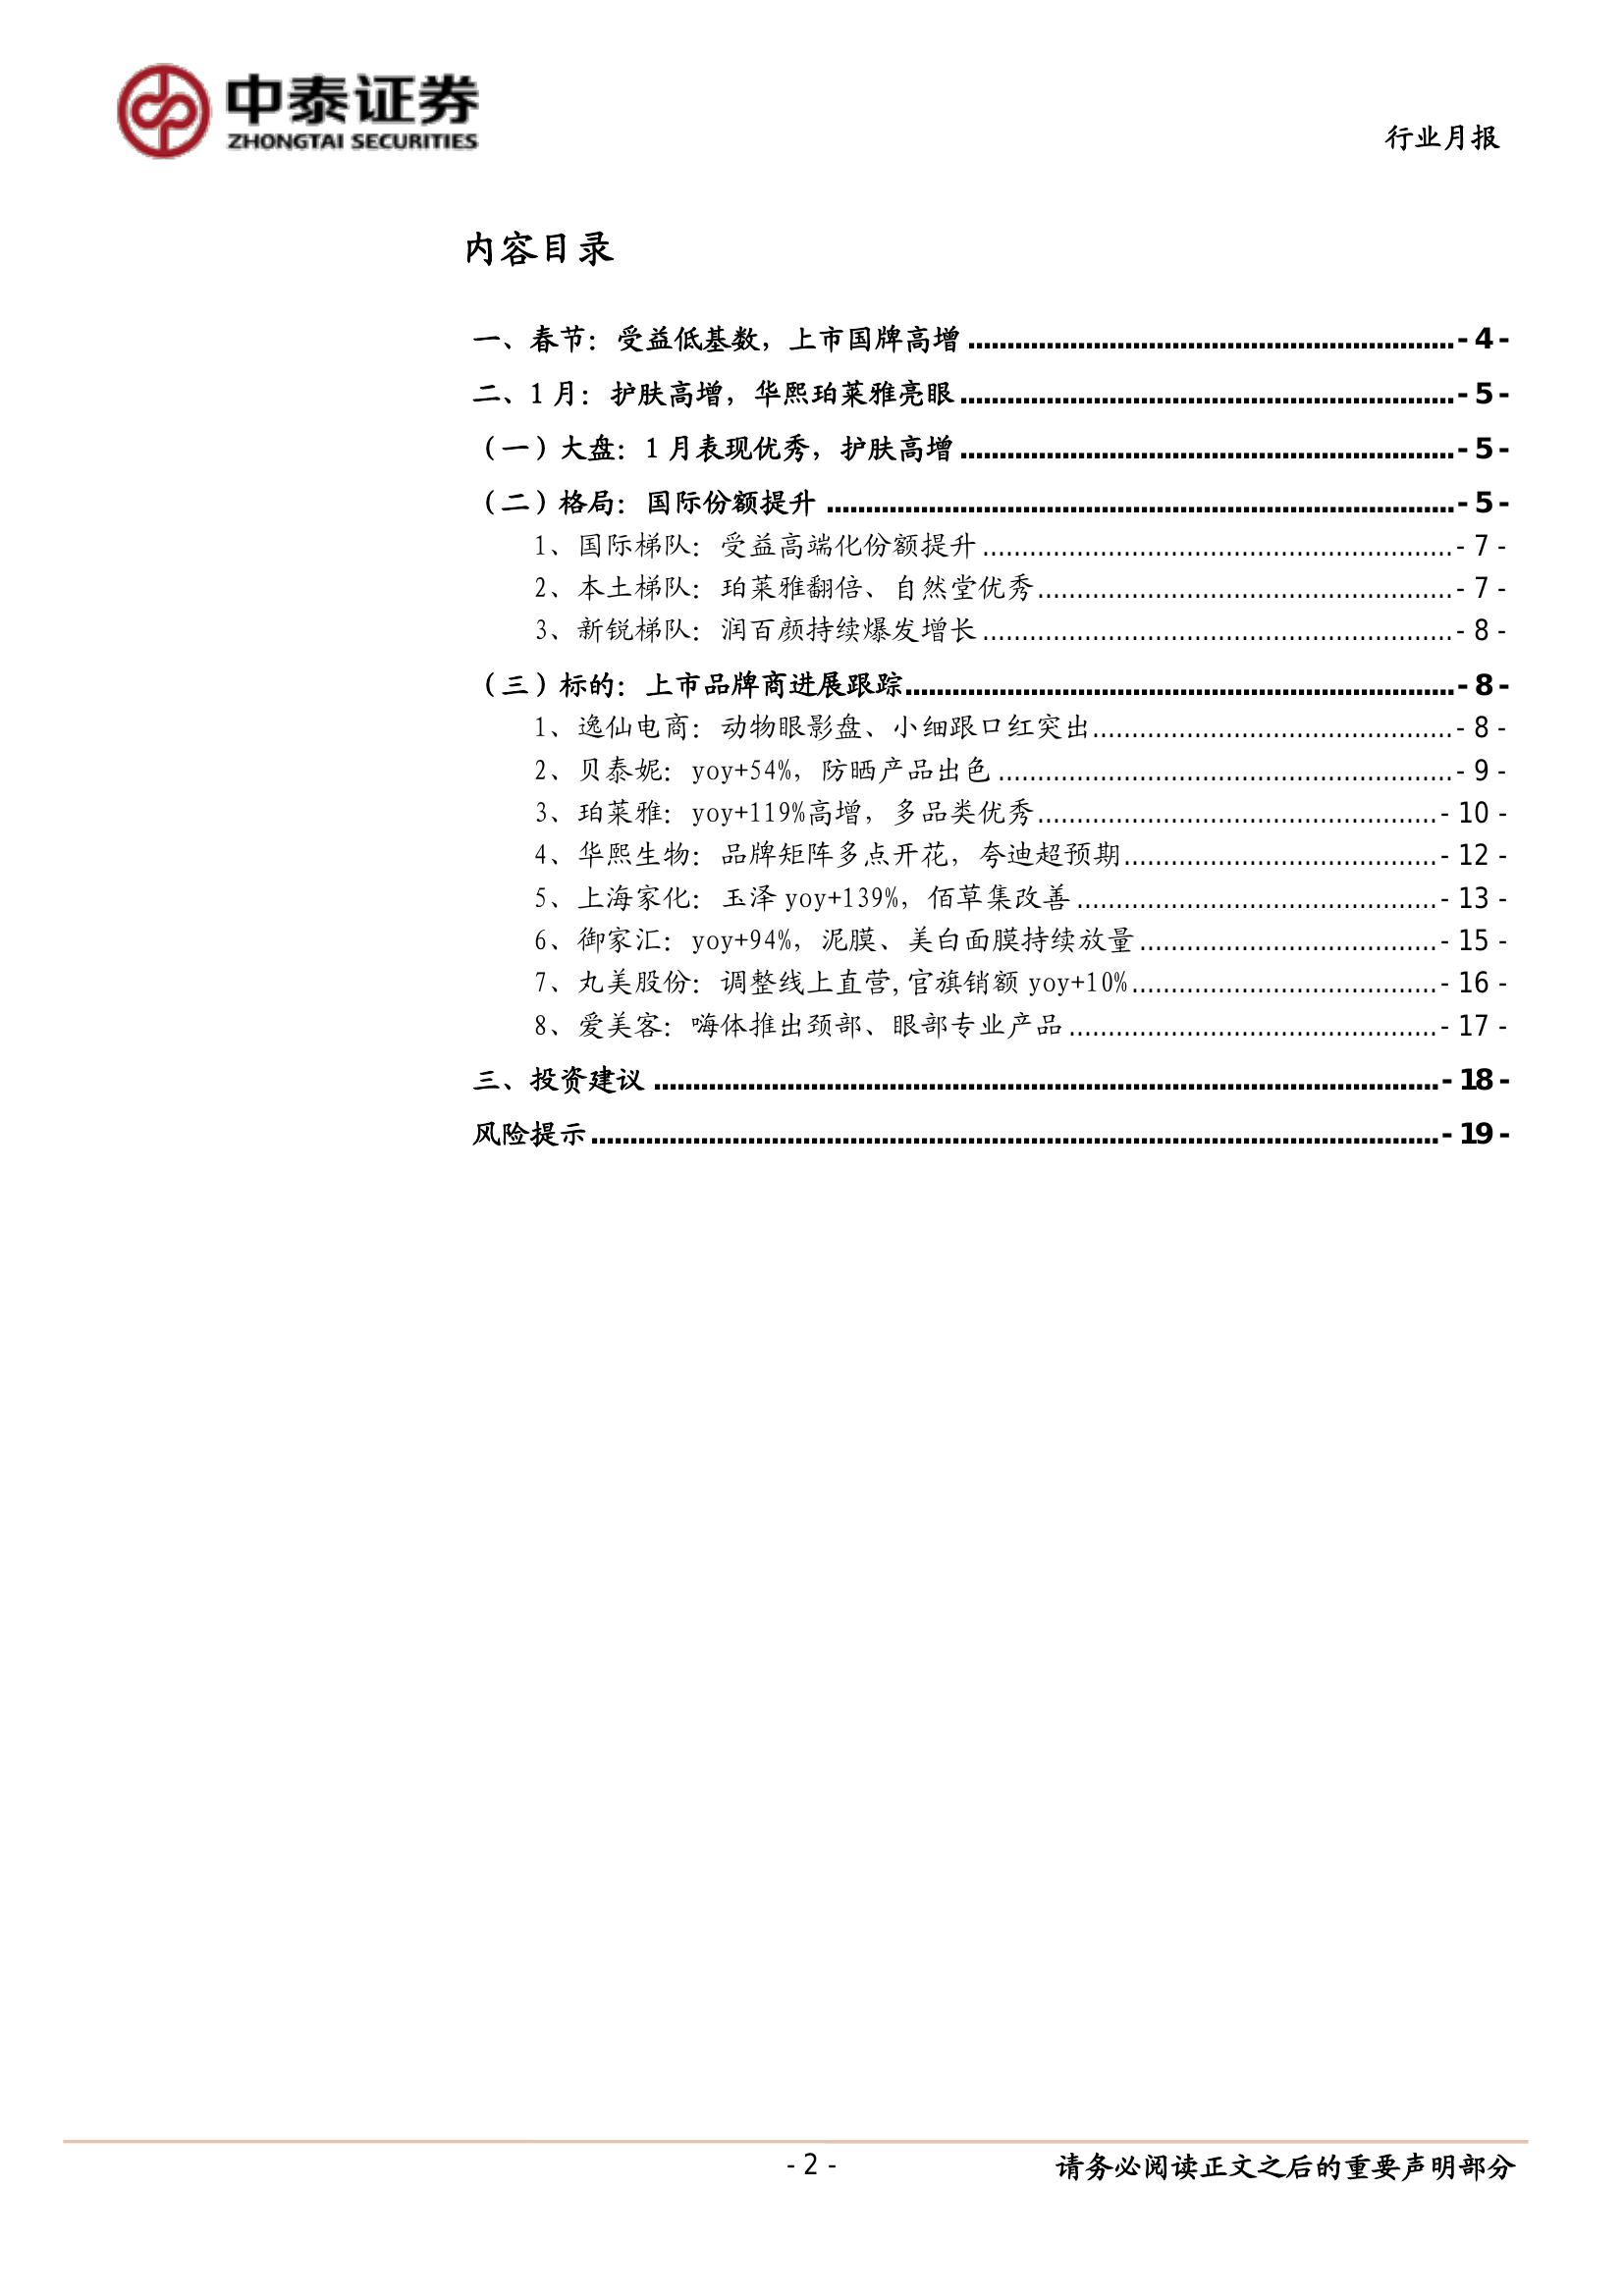 中泰证券
ZHONGTAI SECURITIES
行业月报
内容目录
一、春节：受益低基数，上市国牌高增 - 4 -
二、1 月：护肤高增，华熙珀莱雅亮眼 - 5 -
（一）大盘：1 月表现优秀，护肤高增 - 5 -
（二）格局：国际份额提升 - 5 -
1、国际梯队：受益高端化份额提升 - 7 -
2、本土梯队：珀莱雅翻倍、自然堂优秀 - 7 -
3、新锐梯队：润百颜持续爆发增长 - 8 -
（三）标的：上市品牌商进展跟踪 - 8 -
1、逸仙电商：动物眼影盘、小细跟口红突出 - 8 -
2、贝泰妮：yoy+54%，防晒产品出色 - 9 -
3、珀莱雅：yoy+119%高增，多品类优秀 - 10 -
4、华熙生物：品牌矩阵多点开花，夸迪超预期 - 12 -
5、上海家化：玉泽 yoy+139%，佰草集改善 - 13 -
6、御家汇：yoy+94%，泥膜、美白面膜持续放量 - 15 -
7、丸美股份：调整线上直营,官旗销额 yoy+10% - 16 -
8、爱美客：嗨体推出颈部、眼部专业产品 - 17 -
三、投资建议 - 18 -
风险提示 - 19 -
- 2 -
请务必阅读正文之后的重要声明部分